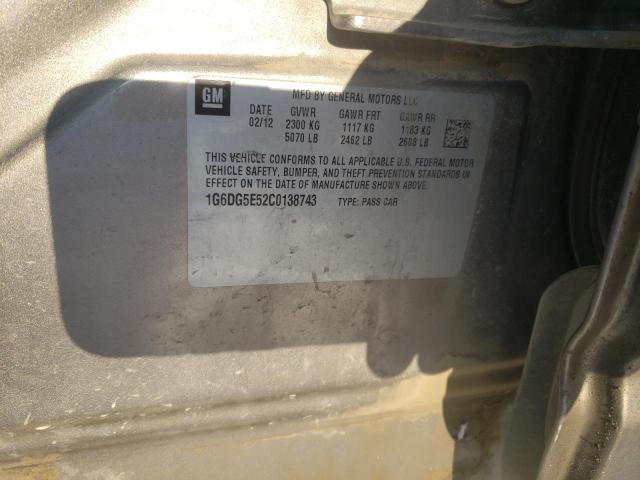 GM
MFD BY GENERAL MOTORS LLC
DATE GVWR GAWR FRT GAWR RR
02/12 2300 KG 1117 KG 1183 KG
5070 LB 2462 LB 2608 LB
THIS VEHICLE CONFORMS TO ALL APPLICABLE U.S. FEDERAL MOTOR
VEHICLE SAFETY, BUMPER, AND THEFT PREVENTION STANDARDS IN
EFFECT ON THE DATE OF MANUFACTURE SHOWN ABOVE.
1G6DG5E52C0138743 TYPE: PASS CAR